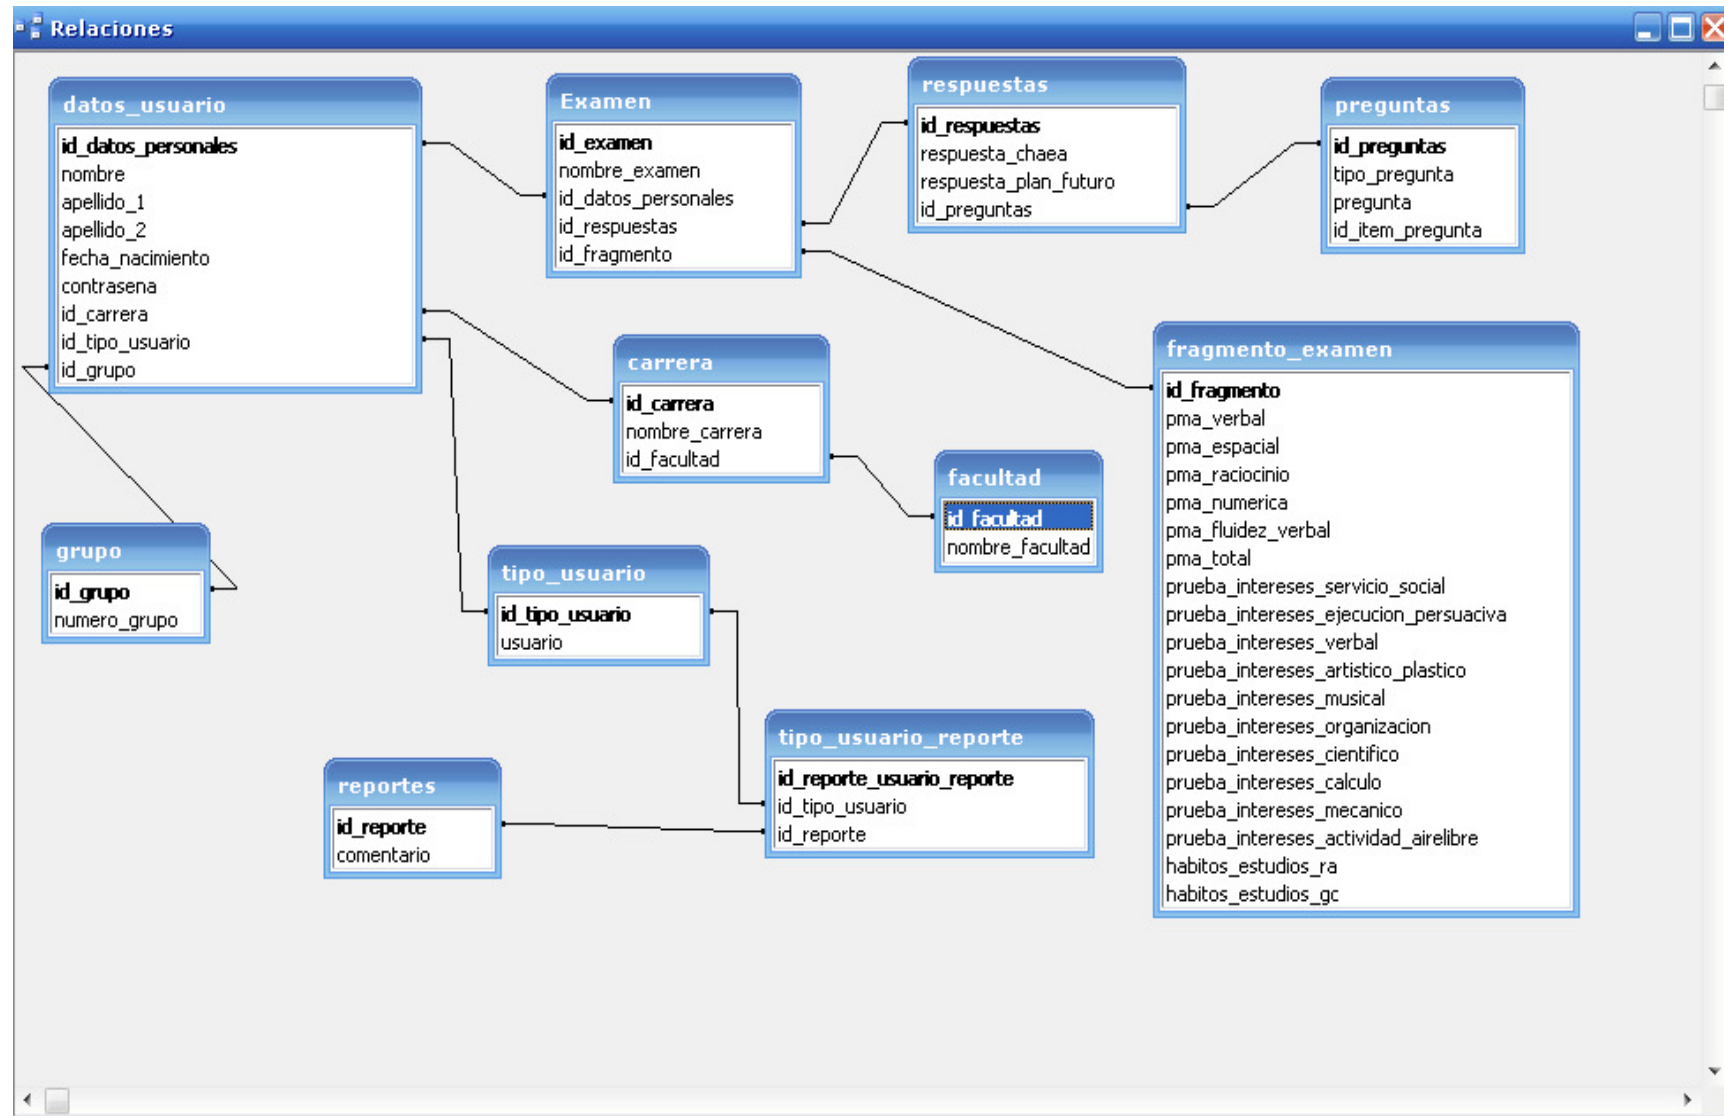 Relaciones
datos_usuario
id_datos_personales
nombre
apellido_1
apellido_2
fecha_nacimiento
contrasena
id_carrera
id_tipo_usuario
id_grupo
Examen
id_examen
nombre_examen
id_datos_personales
id_respuestas
id_fragmento
respuestas
id_respuestas
respuesta_chaea
respuesta_plan_futuro
id_preguntas
preguntas
id_preguntas
tipo_pregunta
pregunta
id_item_pregunta
carrera
id_carrera
nombre_carrera
id_facultad
fragmento_examen
id_fragmento
pma_verbal
pma_espacial
pma_raciocinio
pma_numerica
pma_fluidez_verbal
pma_total
prueba_intereses_servicio_social
prueba_intereses_ejecucion_persuaciva
prueba_intereses_verbal
prueba_intereses_artistico_plastico
prueba_intereses_musical
prueba_intereses_organizacion
prueba_intereses_cientifico
prueba_intereses_calculo
prueba_intereses_mecanico
prueba_intereses_actividad_airelibre
habitos_estudios_ra
habitos_estudios_gc
facultad
id_facultad
nombre_facultad
grupo
id_grupo
numero_grupo
tipo_usuario
id_tipo_usuario
usuario
tipo_usuario_reporte
id_reporte_usuario_reporte
id_tipo_usuario
id_reporte
reportes
id_reporte
comentario